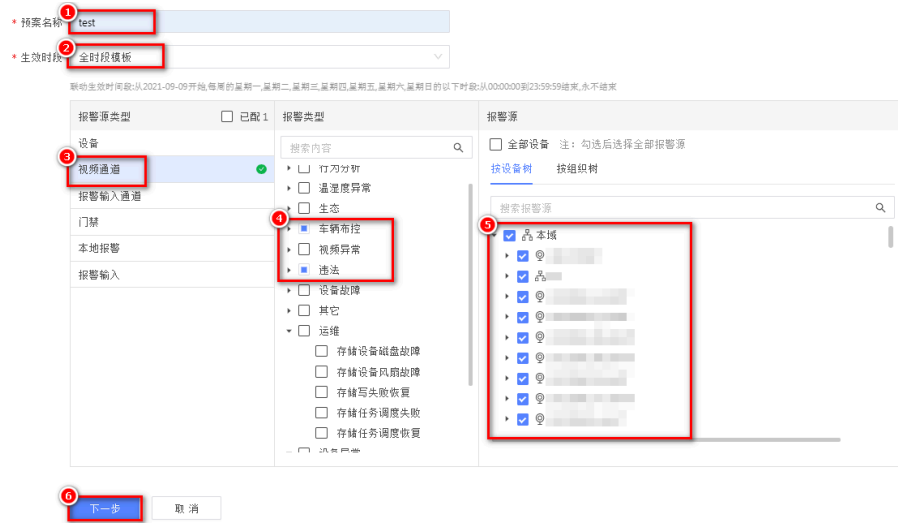 1
* 预案名称 test
2
* 生效时段 全时段模板
联动生效时间段:从2021-09-09开始,每周的星期一,星期二,星期三,星期四,星期五,星期六,星期日的以下时段:从00:00:00到23:59:59结束,永不结束
报警源类型 已配 1 报警类型 报警源
设备
搜索内容
全部设备 注: 勾选后选择全部报警源
3
视频通道
行为分析
按设备树 按组织树
报警输入通道
温湿度异常
生态
搜索报警源
门禁
4
车辆布控
5
本域
本地报警
视频异常
报警输入
违法
设备故障
其它
运维
存储设备磁盘故障
存储设备风扇故障
存储写失败恢复
存储任务调度失败
存储任务调度恢复
设备异常
6
下一步 取 消